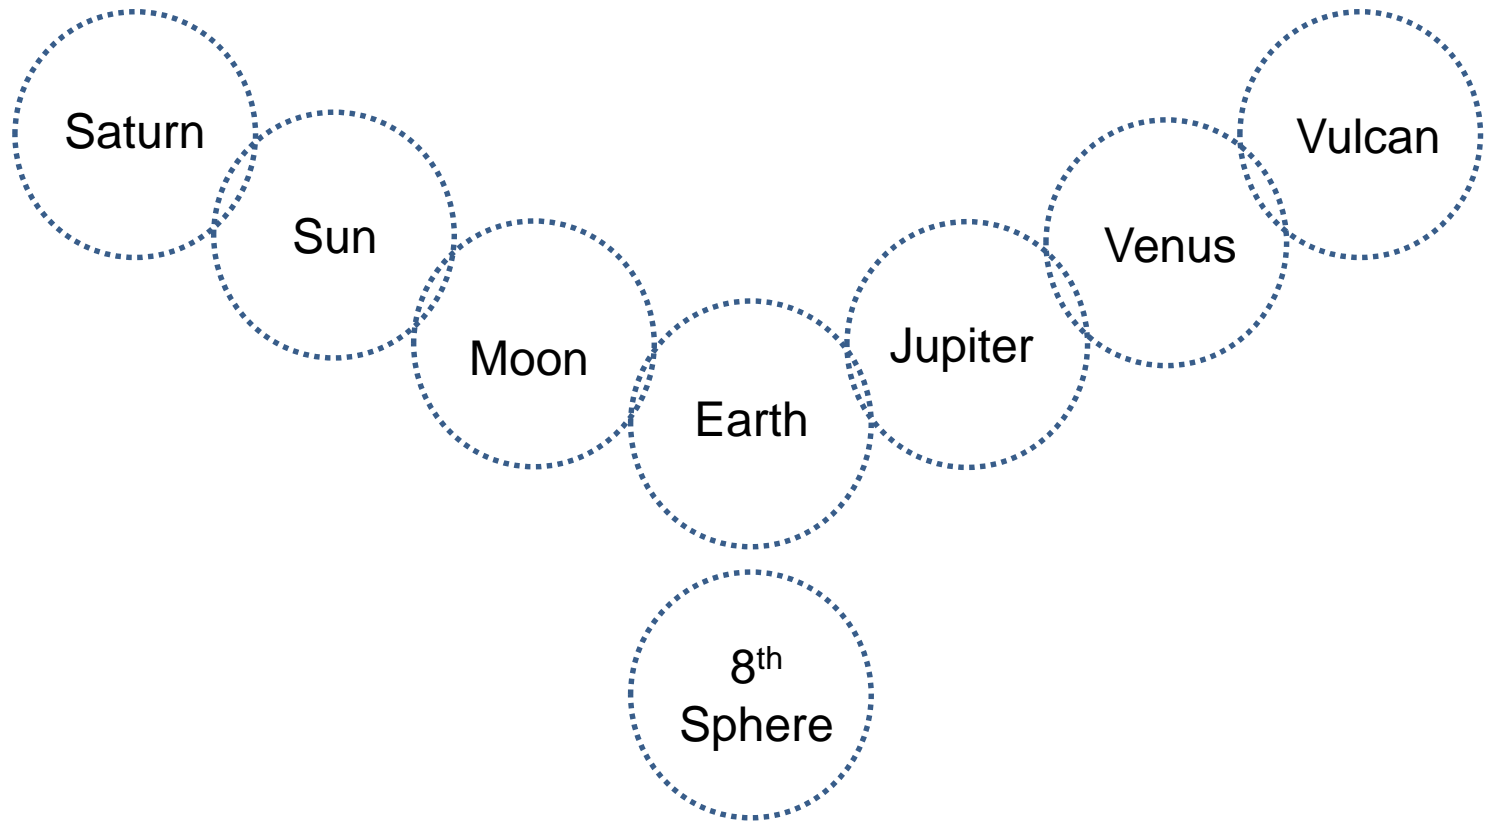 Saturn
Sun
Moon
Earth
Jupiter
Venus
Vulcan
8th
Sphere